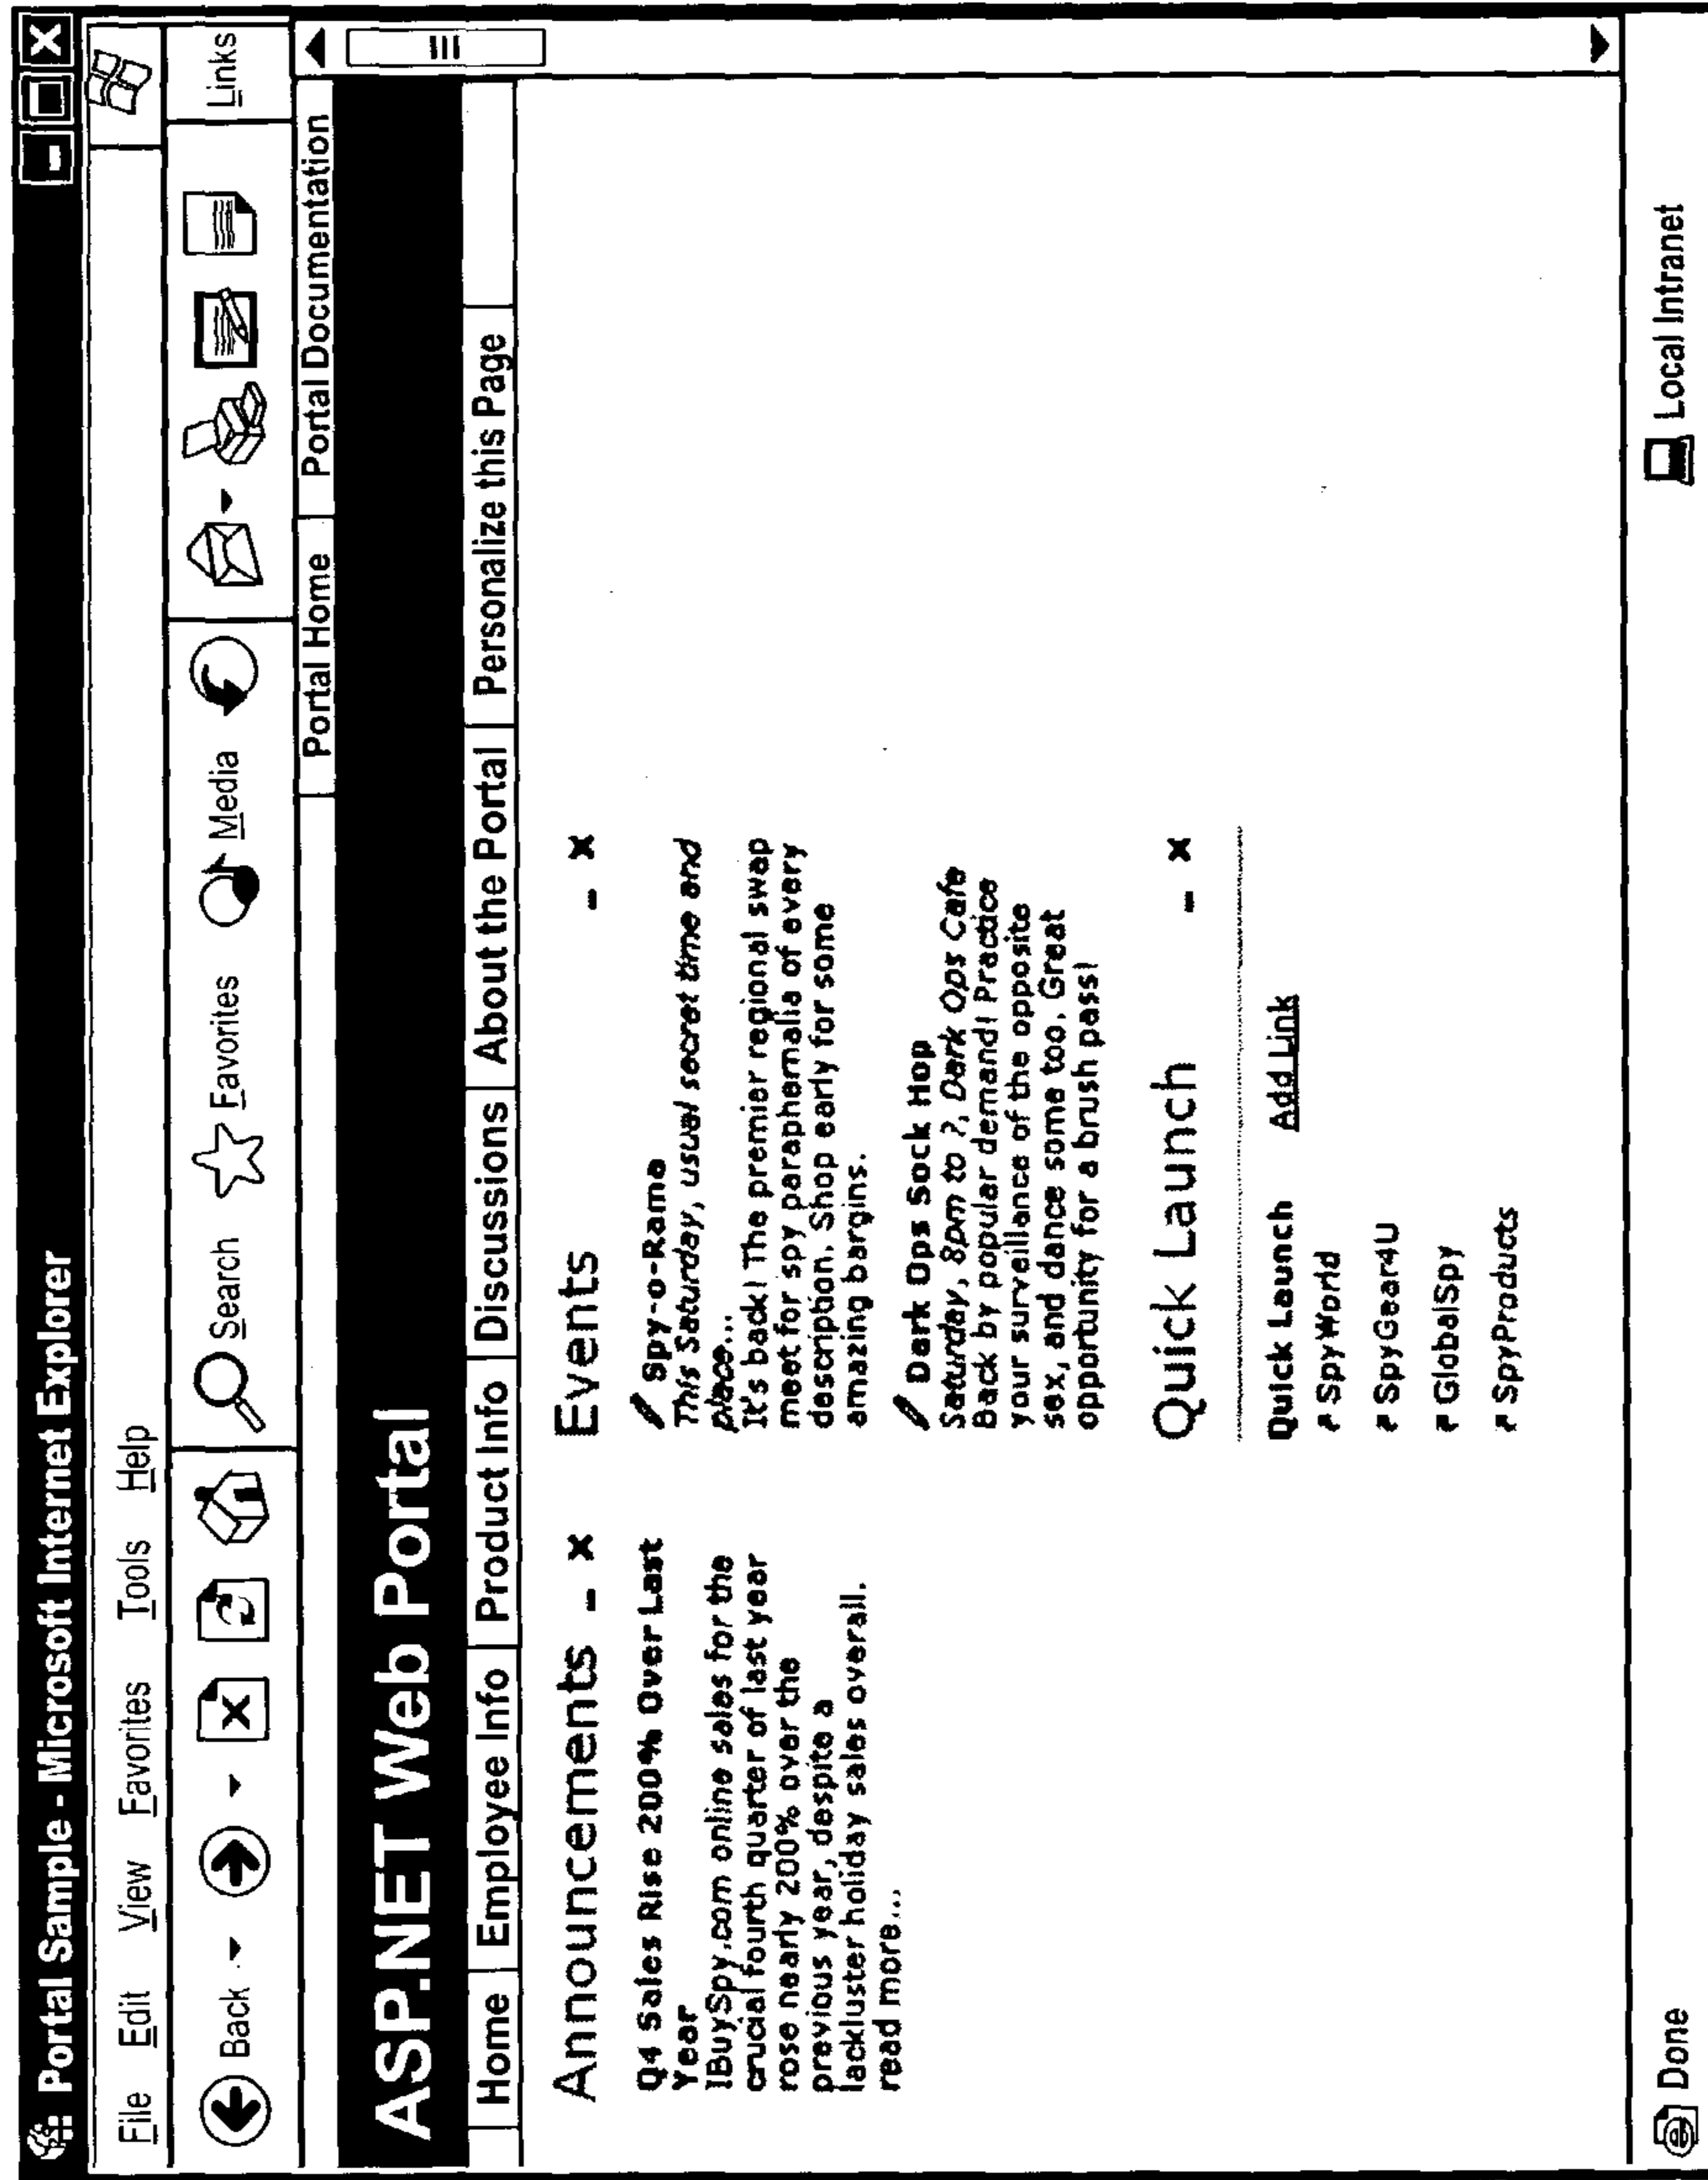 Portal Sample - Microsoft Internet Explorer
File Edit View Favorites Tools Help
Back Search Favorites Media Links
Portal Home Portal Documentation
ASP.NET Web Portal
Home Employee Info Product Info Discussions About the Portal Personalize this Page
Announcements
Q4 Sales Rise 200% Over Last
Year
IBuySpy.com online sales for the
crucial fourth quarter of last year
rose nearly 200% over the
previous year, despite a
lackluster holiday sales overall.
read more...
Events
Spy-o-Rama
This Saturday, usual secret time and
place...
It's back! The premier regional swap
meet for spy paraphernalia of every
description. Shop early for some
amazing bargins.
Dark Ops Sock Hop
Saturday, 8pm to ?, Dark Ops Cafe
Back by popular demand! Practice
your surveillance of the opposite
sex, and dance some too. Great
opportunity for a brush pass!
Quick Launch
Quick Launch Add Link
SpyWorld
SpyGear4U
GlobalSpy
SpyProducts
Done Local Intranet